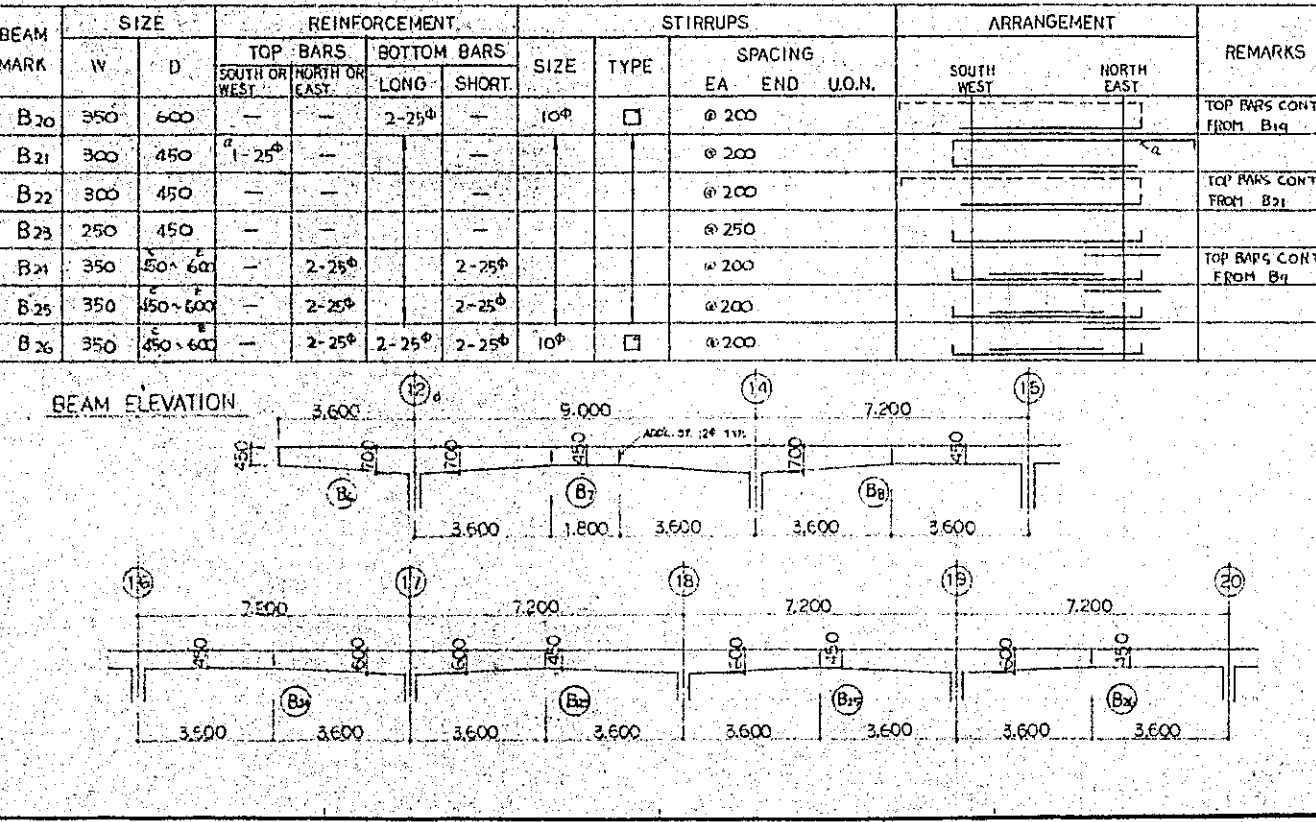 BEAM MARK SIZE REINFORCEMENT STIRRUPS ARRANGEMENT REMARKS
W D TOP BARS BOTTOM BARS SIZE TYPE SPACING
SOUTH OR WEST NORTH OR EAST LONG SHORT EA END U.O.N. SOUTH WEST NORTH EAST
B20 350 600 — — 2-25Φ — 10Φ □ @ 200 TOP BARS CONT FROM B19
B21 300 450 a 1-25Φ — — @ 200 a
B22 300 450 — — — @ 200 TOP BARS CONT FROM B21
B23 250 450 — — — @ 250
350 600 — 2-25Φ 2-25Φ @ 200 TOP BARS CONT FROM B9
B25 350 450~600 — 2-25Φ 2-25Φ @ 200
B26 350 450~600 — 2-25Φ 2-25Φ 2-25Φ 10Φ □ @ 200
BEAM ELEVATION
12 14 15
3,600 9,000 7,200
450 700 700 450 ADDL. ST. 12Φ TYP. 700 450
B6 B7 B8
3,600 1,800 3,600 3,600 3,600
16 17 18 19 20
7,200 7,200 7,200 7,200
450 600 600 450 600 450 600 450
B25 B26
3,600 3,600 3,600 3,600 3,600 3,600 3,600 3,600